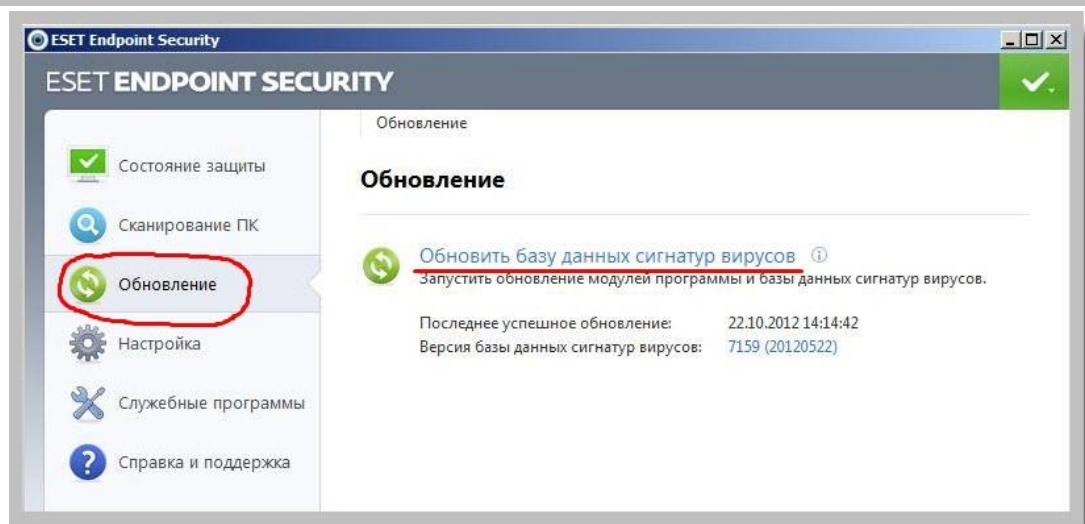 ESET Endpoint Security
ESET ENDPOINT SECURITY
Состояние защиты
Сканирование ПК
Обновление
Настройка
Служебные программы
Справка и поддержка
Обновление
Обновление
Обновить базу данных сигнатур вирусов
Запустить обновление модулей программы и базы данных сигнатур вирусов.
Последнее успешное обновление: 22.10.2012 14:14:42
Версия базы данных сигнатур вирусов: 7159 (20120522)